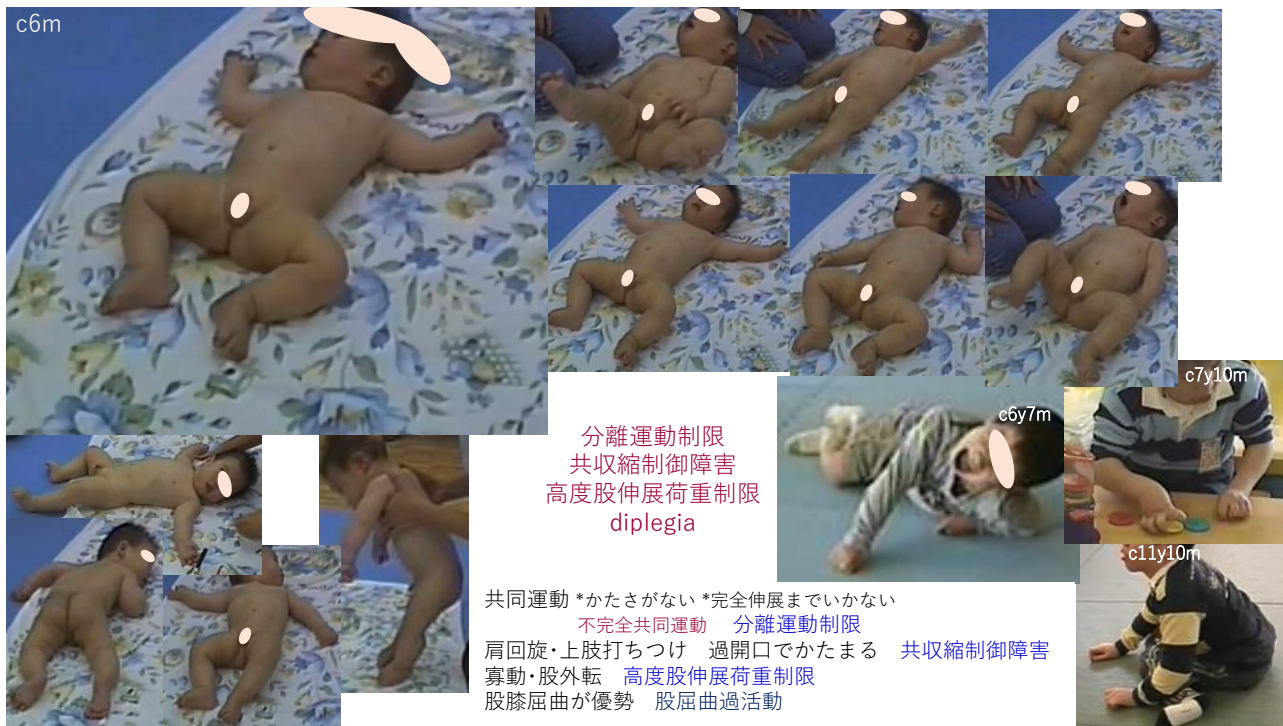 c6m
c7y10m
c6y7m
分離運動制限
共収縮制御障害
高度股伸展荷重制限
diplegia
c11y10m
共同運動 *かたさがない *完全伸展までいかない
不完全共同運動 分離運動制限
肩回旋・上肢打ちつけ 過開口でかたまる 共収縮制御障害
寡動・股外転 高度股伸展荷重制限
股膝屈曲が優勢 股屈曲過活動